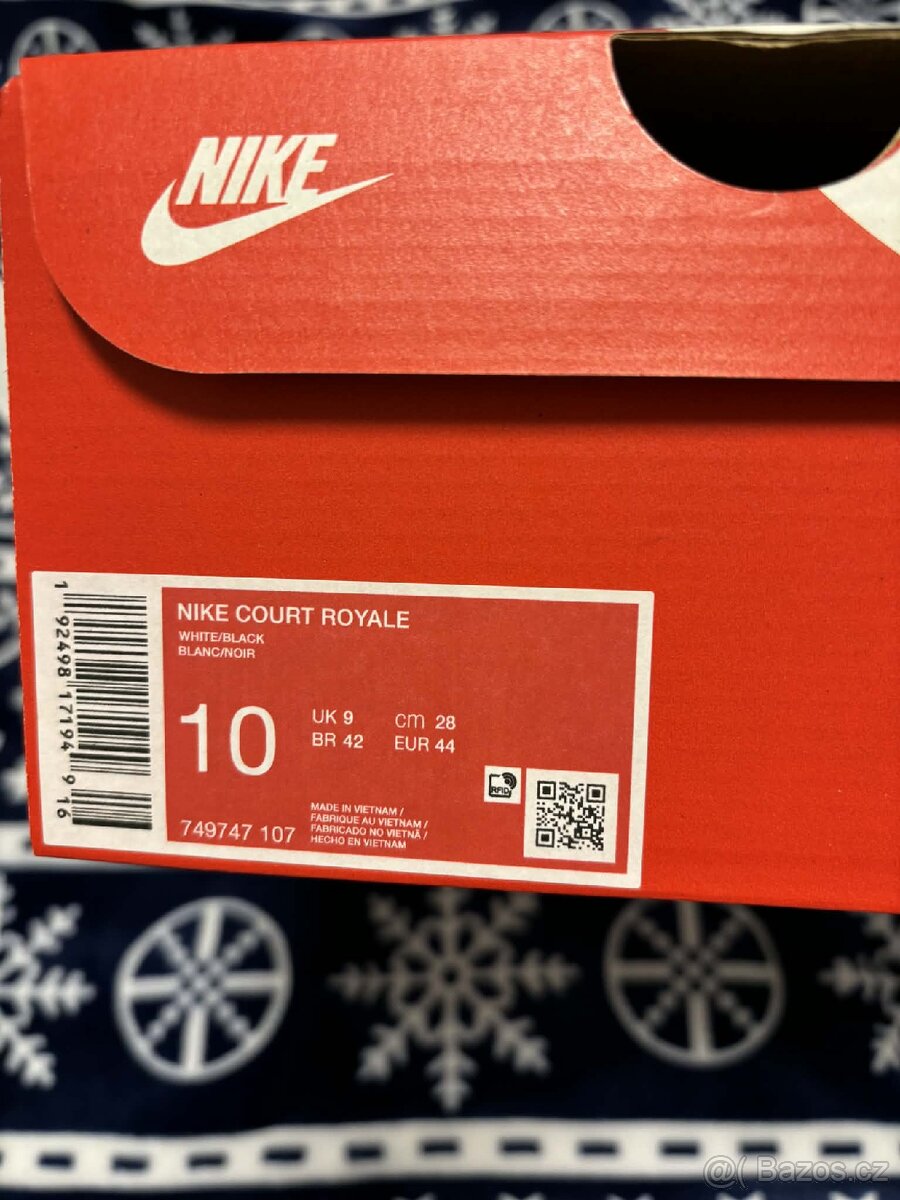 NIKE
NIKE COURT ROYALE
WHITE/BLACK
BLANC/NOIR
10
UK 9 cm 28
BR 42 EUR 44
RFID
749747 107
MADE IN VIETNAM /
FABRIQUE AU VIETNAM /
FABRICADO NO VIETNÃ /
HECHO EN VIETNAM
1 92498 17194 9 16
@( Bazos.cz